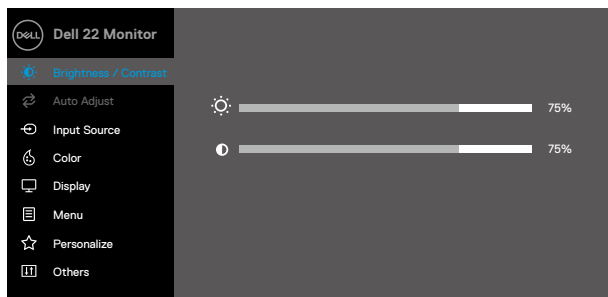 DELL Dell 22 Monitor
Brightness / Contrast
Auto Adjust
75%
Input Source
Color
75%
Display
Menu
Personalize
Others